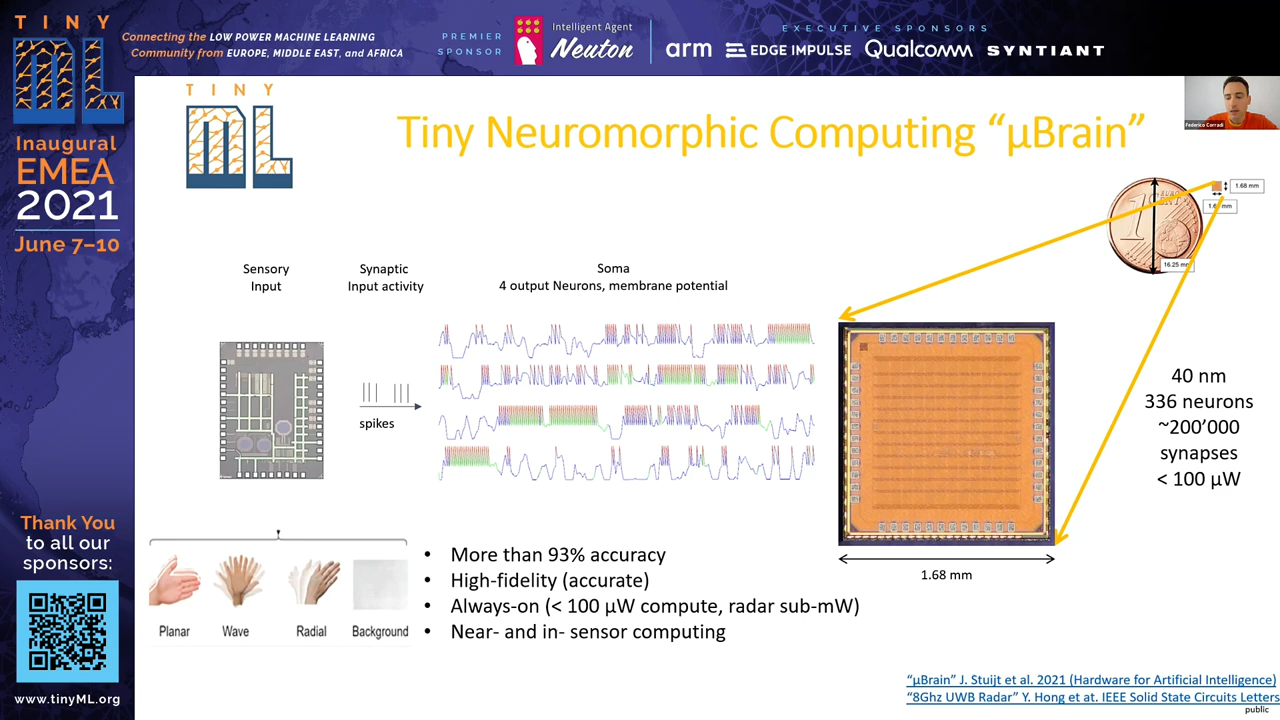 TINY
ML
Inaugural
EMEA
2021
June 7–10
Thank You
to all our
sponsors:
www.tinyML.org
Connecting the LOW POWER MACHINE LEARNING
Community from EUROPE, MIDDLE EAST, and AFRICA
PREMIER
SPONSOR
Intelligent Agent
Neuton
EXECUTIVE SPONSORS
arm
EDGE IMPULSE
Qualcomm
SYNTIANT
TINY
ML
Tiny Neuromorphic Computing “μBrain”
Federico Corradi
1.68 mm
16.25 mm
Sensory
Input
Synaptic
Input activity
Soma
4 output Neurons, membrane potential
spikes
40 nm
336 neurons
~200’000
synapses
< 100 μW
1.68 mm
Planar
Wave
Radial
Background
• More than 93% accuracy
• High-fidelity (accurate)
• Always-on (< 100 μW compute, radar sub-mW)
• Near- and in- sensor computing
“μBrain” J. Stuijt et al. 2021 (Hardware for Artificial Intelligence)
“8Ghz UWB Radar” Y. Hong et at. IEEE Solid State Circuits Letters
public